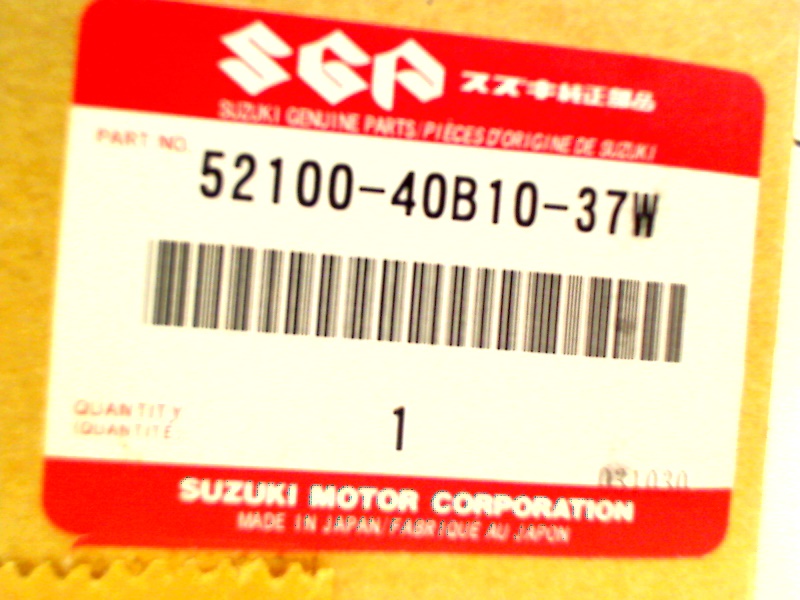 SGP スズキ純正部品
SUZUKI GENUINE PARTS/PIÈCES D'ORIGINE DE SUZUKI
PART NO.
52100-40B10-37W
QUANTITY
(QUANTITÉ
1
031030
SUZUKI MOTOR CORPORATION
MADE IN JAPAN/FABRIQUÉ AU JAPON